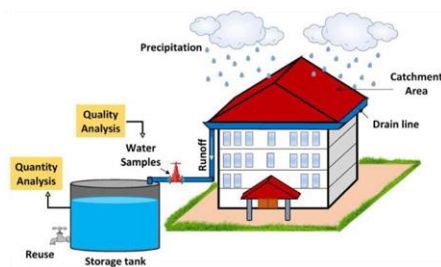 Precipitation
Catchment
Area
Drain line
Quality
Analysis
Water
Samples
Runoff
Quantity
Analysis
Reuse
Storage tank